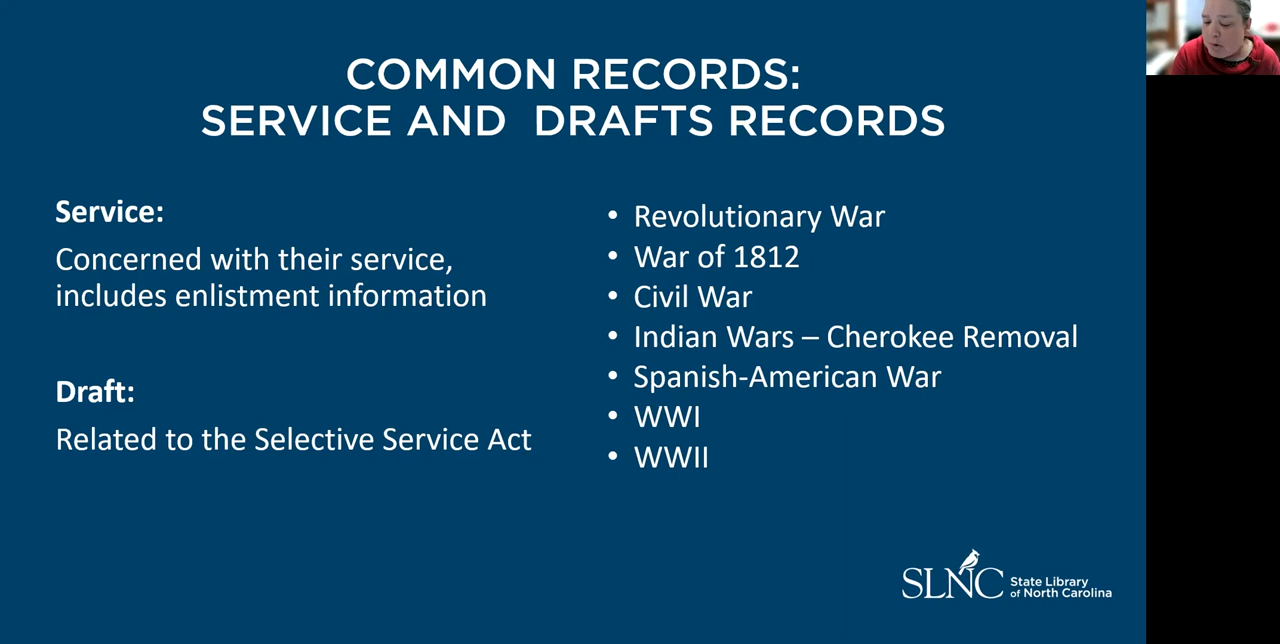 COMMON RECORDS:
SERVICE AND DRAFTS RECORDS
Service:
Concerned with their service,
includes enlistment information
Draft:
Related to the Selective Service Act
• Revolutionary War
• War of 1812
• Civil War
• Indian Wars – Cherokee Removal
• Spanish-American War
• WWI
• WWII
SLNC State Library
of North Carolina